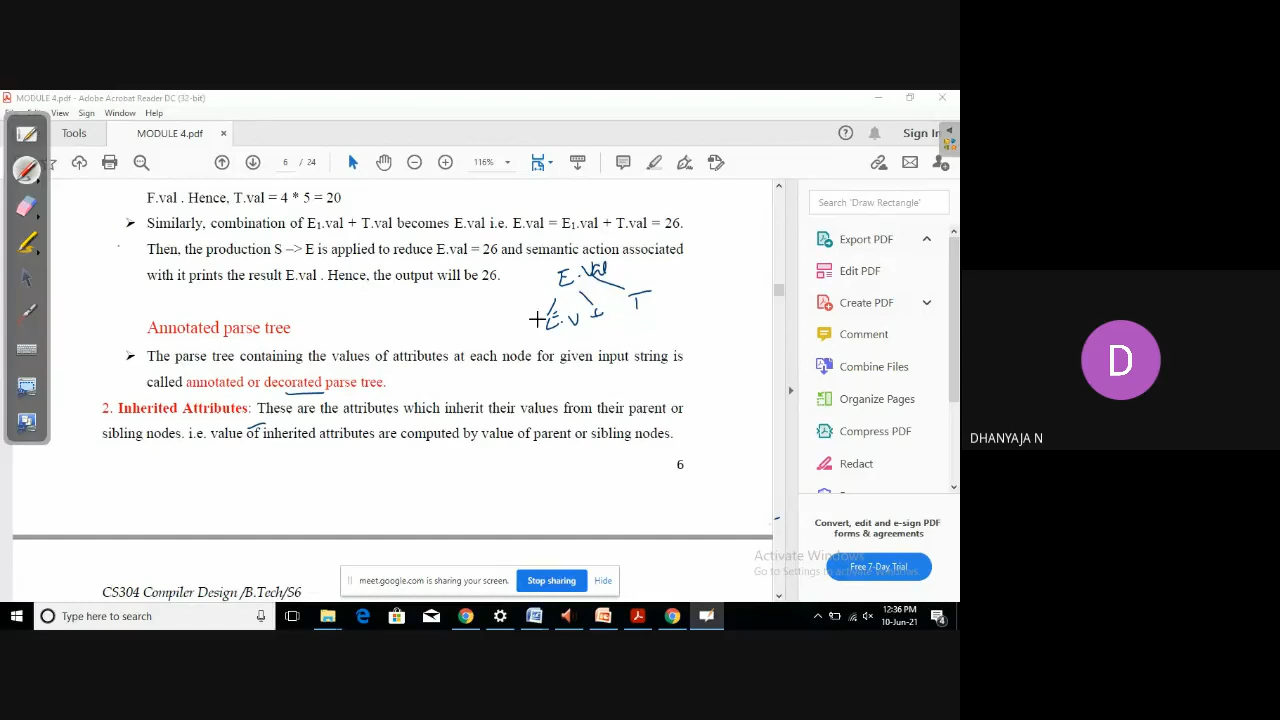 MODULE 4.pdf - Adobe Acrobat Reader DC (32-bit)
View Sign Window Help
Tools MODULE 4.pdf × Sign In
6 / 24 116%
F.val . Hence, T.val = 4 * 5 = 20
➢ Similarly, combination of E₁.val + T.val becomes E.val i.e. E.val = E₁.val + T.val = 26.
Then, the production S –> E is applied to reduce E.val = 26 and semantic action associated
with it prints the result E.val . Hence, the output will be 26.
E.val
E.v + T
Annotated parse tree
➢ The parse tree containing the values of attributes at each node for given input string is
called annotated or decorated parse tree.
2. Inherited Attributes: These are the attributes which inherit their values from their parent or
sibling nodes. i.e. value of inherited attributes are computed by value of parent or sibling nodes.
6
CS304 Compiler Design /B.Tech/S6
Search 'Draw Rectangle'
Export PDF
Edit PDF
Create PDF
Comment
Combine Files
Organize Pages
Compress PDF
Redact
Convert, edit and e-sign PDF
forms & agreements
Free 7-Day Trial
Activate Windows
Go to Settings to activate Windows.
meet.google.com is sharing your screen. Stop sharing Hide
Type here to search
12:36 PM
10-Jun-21
4
D
DHANYAJA N